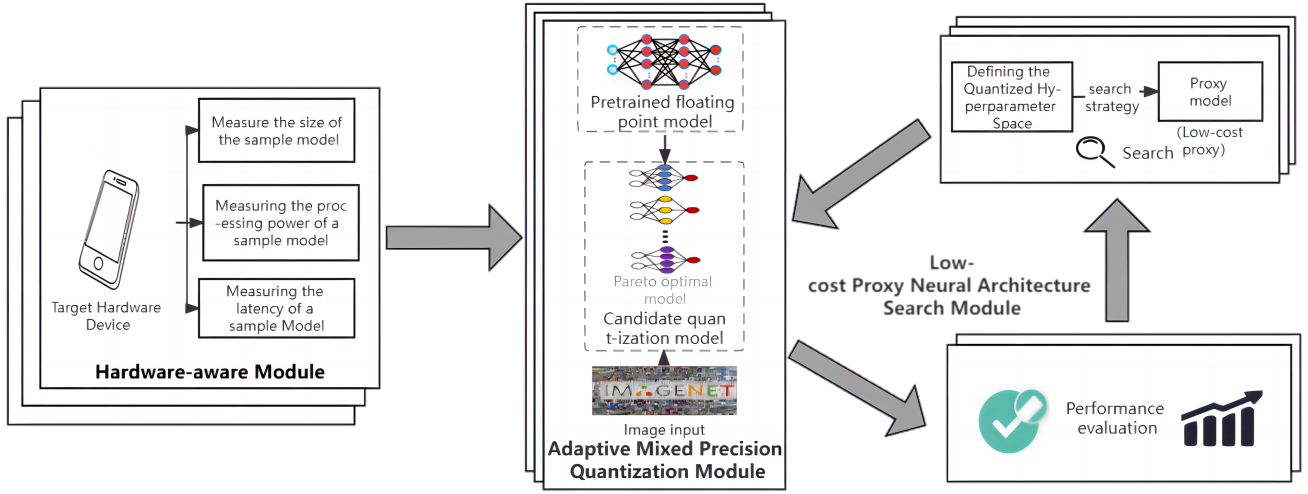 Measure the size of
the sample model
Measuring the proc
-essing power of a
sample model
Measuring the
latency of a
sample Model
Target Hardware
Device
Hardware-aware Module
Pretrained floating
point model
Pareto optimal
model
Candidate quan
t-ization model
IMAGENET
Image input
Adaptive Mixed Precision
Quantization Module
Defining the
Quantized Hy-
perparameter
Space
search
strategy
Proxy
model
(Low-cost
proxy)
Search
Low-
cost Proxy Neural Architecture
Search Module
Performance
evaluation